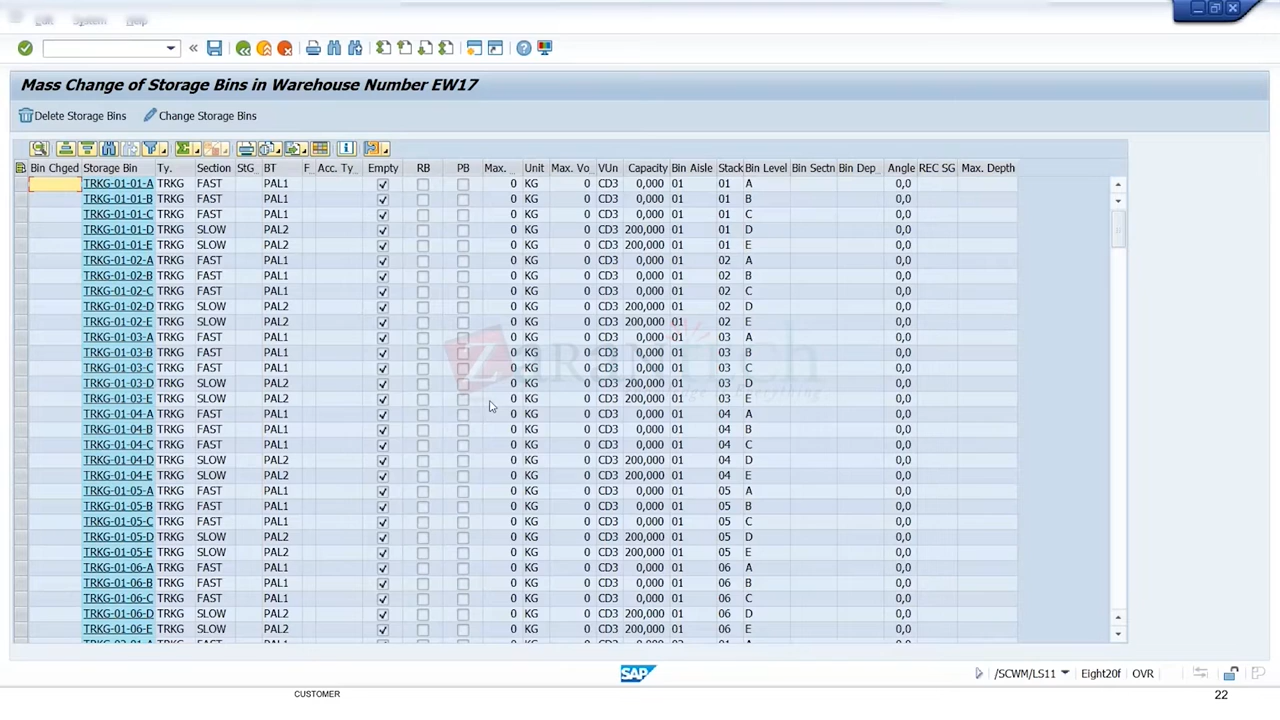 Edit System Help
Mass Change of Storage Bins in Warehouse Number EW17
Delete Storage Bins Change Storage Bins
Bin Chged Storage Bin Ty. Section StG_ BT F_ Acc. Ty_ Empty RB PB Max. _ Unit Max. Vo_ VUn Capacity Bin Aisle Stack Bin Level Bin Sectn Bin Dep_ Angle REC SG Max. Depth
TRKG-01-01-A TRKG FAST PAL1 0 KG 0 CD3 0,000 01 01 A 0,0
TRKG-01-01-B TRKG FAST PAL1 0 KG 0 CD3 0,000 01 01 B 0,0
TRKG-01-01-C TRKG FAST PAL1 0 KG 0 CD3 0,000 01 01 C 0,0
TRKG-01-01-D TRKG SLOW PAL2 0 KG 0 CD3 200,000 01 01 D 0,0
TRKG-01-01-E TRKG SLOW PAL2 0 KG 0 CD3 200,000 01 01 E 0,0
TRKG-01-02-A TRKG FAST PAL1 0 KG 0 CD3 0,000 01 02 A 0,0
TRKG-01-02-B TRKG FAST PAL1 0 KG 0 CD3 0,000 01 02 B 0,0
TRKG-01-02-C TRKG FAST PAL1 0 KG 0 CD3 0,000 01 02 C 0,0
TRKG-01-02-D TRKG SLOW PAL2 0 KG 0 CD3 200,000 01 02 D 0,0
TRKG-01-02-E TRKG SLOW PAL2 0 KG 0 CD3 200,000 01 02 E 0,0
TRKG-01-03-A TRKG FAST PAL1 0 KG 0 CD3 0,000 01 03 A 0,0
TRKG-01-03-B TRKG FAST PAL1 0 KG 0 CD3 0,000 01 03 B 0,0
TRKG-01-03-C TRKG FAST PAL1 0 KG 0 CD3 0,000 01 03 C 0,0
TRKG-01-03-D TRKG SLOW PAL2 0 KG 0 CD3 200,000 01 03 D 0,0
TRKG-01-03-E TRKG SLOW PAL2 0 KG 0 CD3 200,000 01 03 E 0,0
TRKG-01-04-A TRKG FAST PAL1 0 KG 0 CD3 0,000 01 04 A 0,0
TRKG-01-04-B TRKG FAST PAL1 0 KG 0 CD3 0,000 01 04 B 0,0
TRKG-01-04-C TRKG FAST PAL1 0 KG 0 CD3 0,000 01 04 C 0,0
TRKG-01-04-D TRKG SLOW PAL2 0 KG 0 CD3 200,000 01 04 D 0,0
TRKG-01-04-E TRKG SLOW PAL2 0 KG 0 CD3 200,000 01 04 E 0,0
TRKG-01-05-A TRKG FAST PAL1 0 KG 0 CD3 0,000 01 05 A 0,0
TRKG-01-05-B TRKG FAST PAL1 0 KG 0 CD3 0,000 01 05 B 0,0
TRKG-01-05-C TRKG FAST PAL1 0 KG 0 CD3 0,000 01 05 C 0,0
TRKG-01-05-D TRKG SLOW PAL2 0 KG 0 CD3 200,000 01 05 D 0,0
TRKG-01-05-E TRKG SLOW PAL2 0 KG 0 CD3 200,000 01 05 E 0,0
TRKG-01-06-A TRKG FAST PAL1 0 KG 0 CD3 0,000 01 06 A 0,0
TRKG-01-06-B TRKG FAST PAL1 0 KG 0 CD3 0,000 01 06 B 0,0
TRKG-01-06-C TRKG FAST PAL1 0 KG 0 CD3 0,000 01 06 C 0,0
TRKG-01-06-D TRKG SLOW PAL2 0 KG 0 CD3 200,000 01 06 D 0,0
TRKG-01-06-E TRKG SLOW PAL2 0 KG 0 CD3 200,000 01 06 E 0,0
SAP /SCWM/LS11 Eight20f OVR
CUSTOMER 22